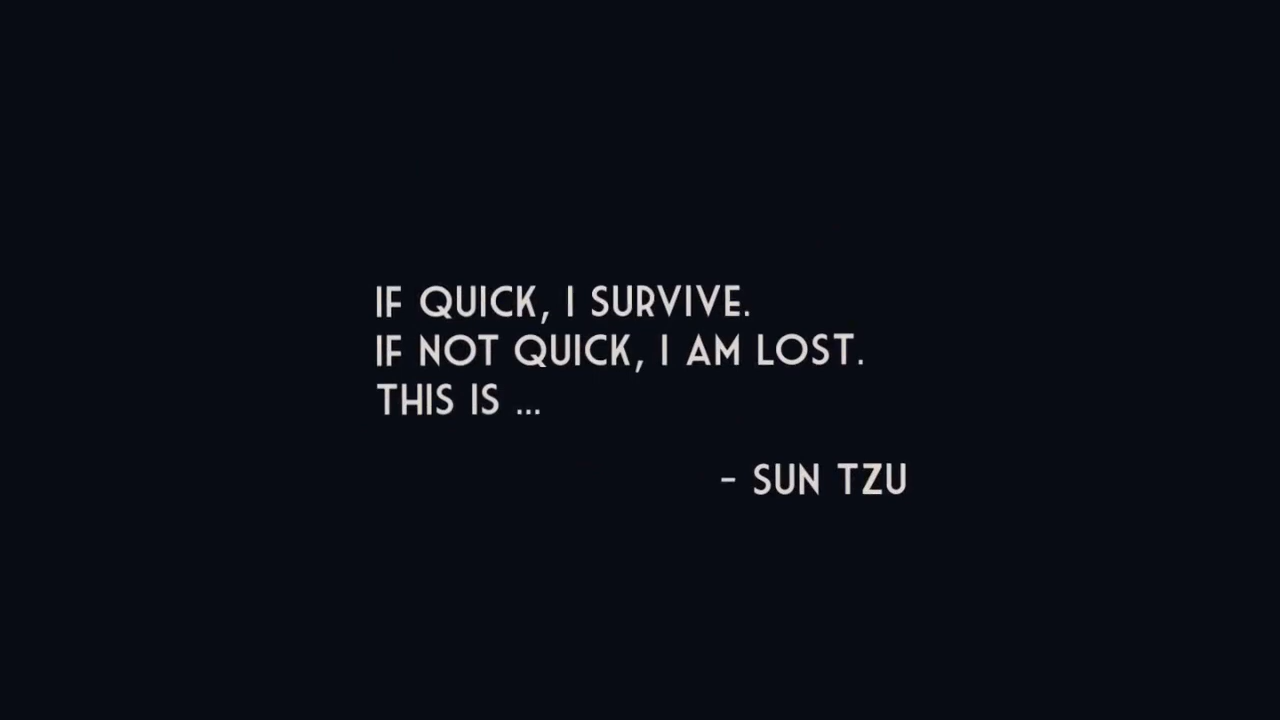 IF QUICK, I SURVIVE.
IF NOT QUICK, I AM LOST.
THIS IS ...
- SUN TZU